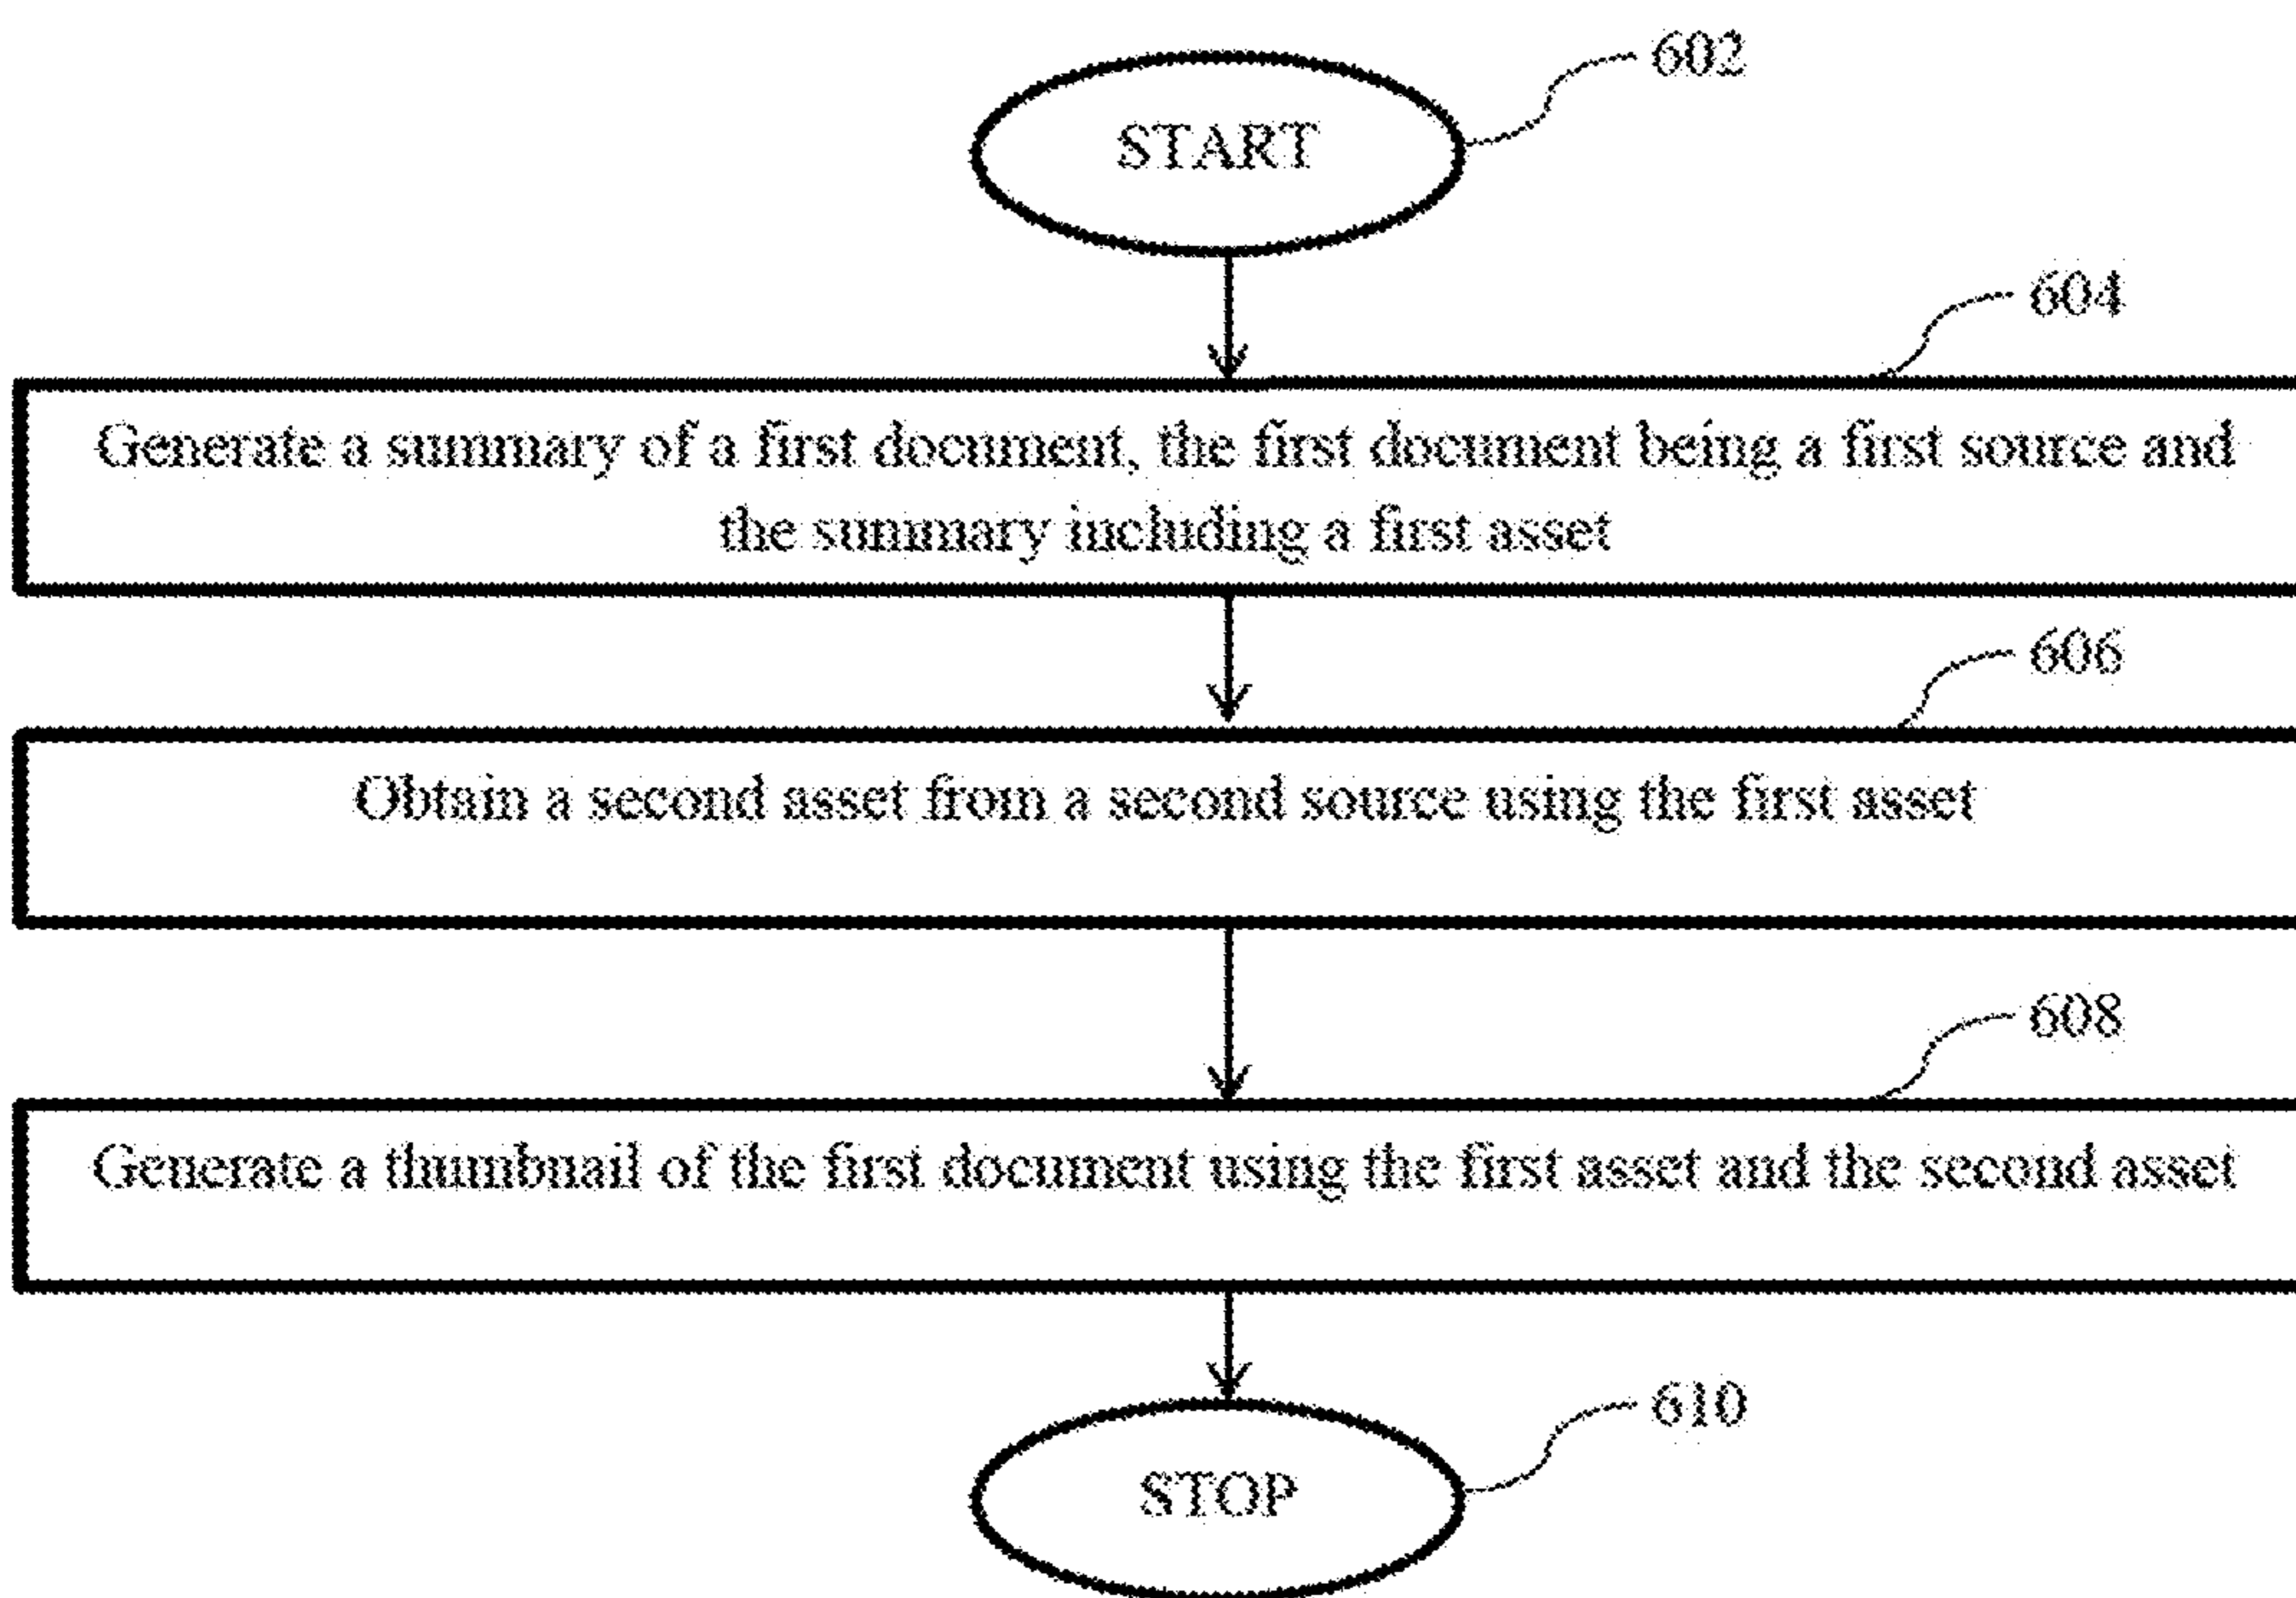 602
START
604
Generate a summary of a first document, the first document being a first source and
the summary including a first asset
606
Obtain a second asset from a second source using the first asset
608
Generate a thumbnail of the first document using the first asset and the second asset
610
STOP